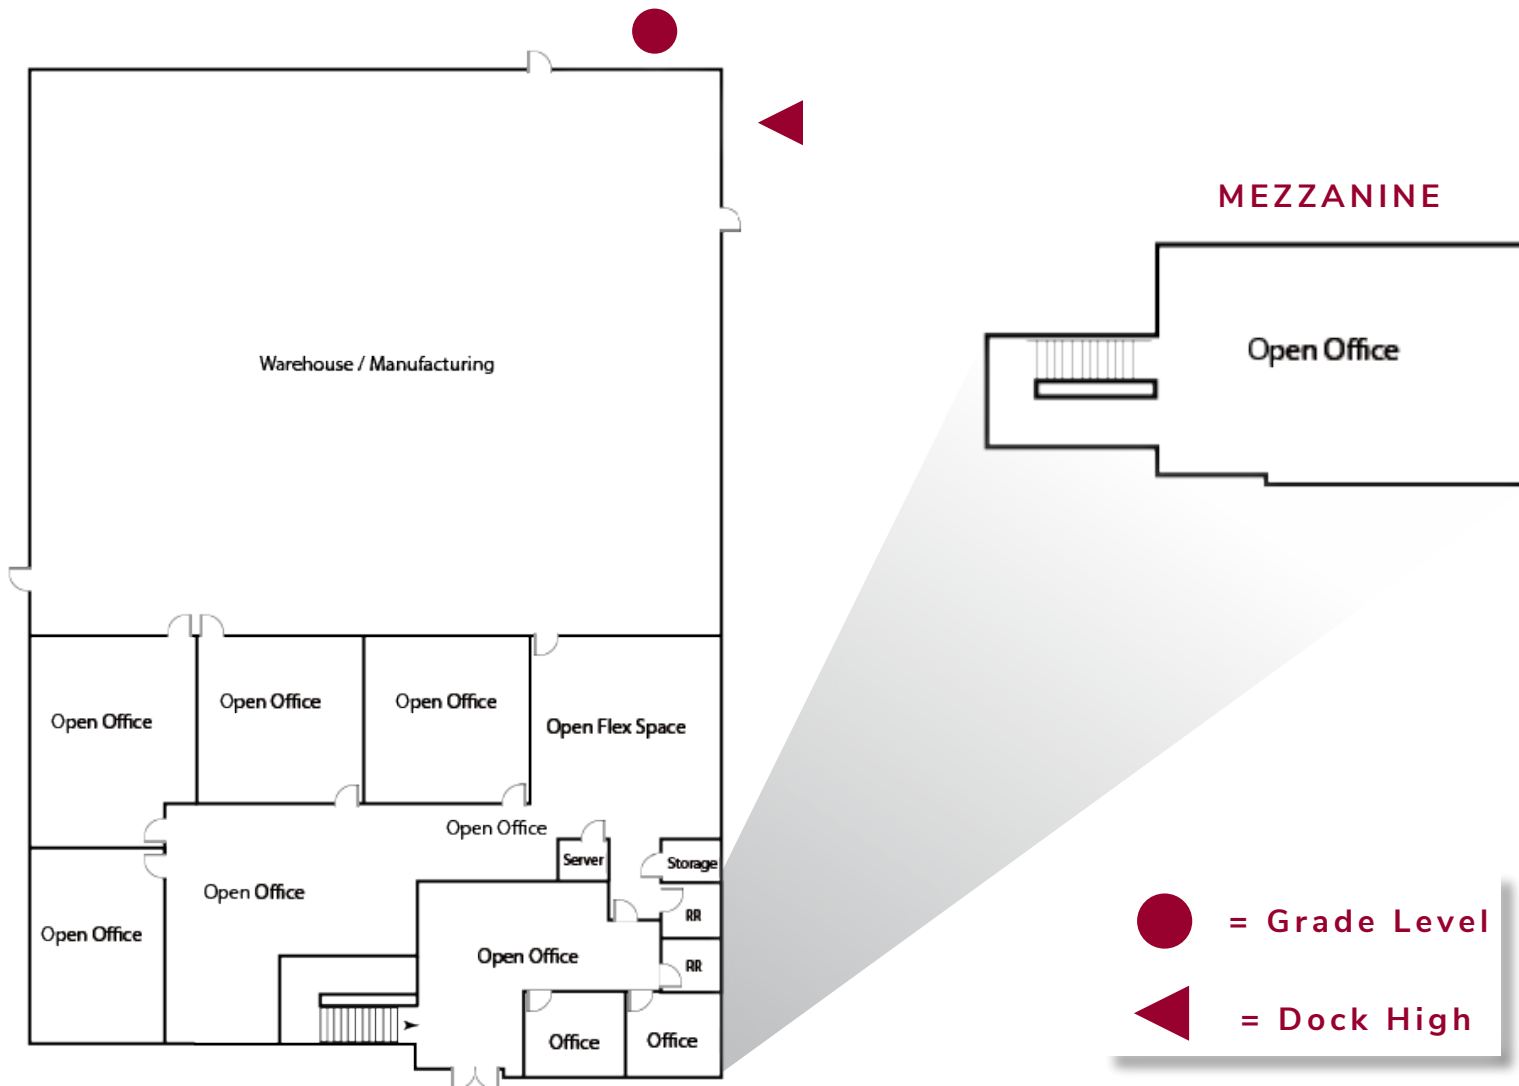 MEZZANINE
Open Office
Warehouse / Manufacturing
Open Office
Open Office
Open Office
Open Flex Space
Open Office
Server
Storage
Open Office
RR
Open Office
Open Office
RR
Office
Office
= Grade Level
= Dock High